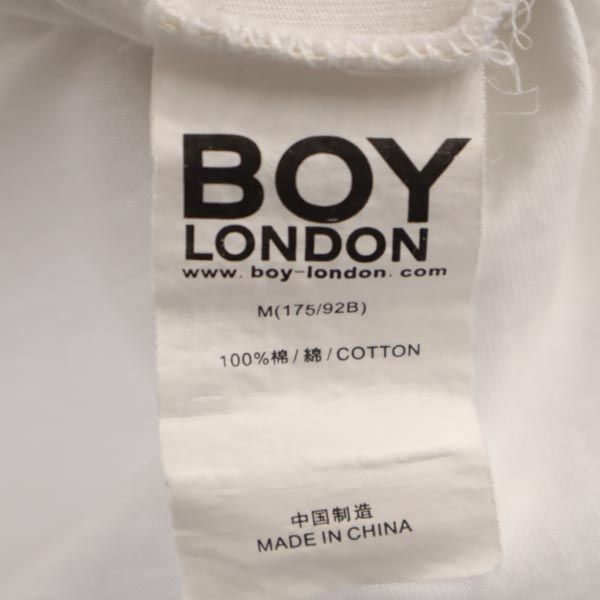 BOY
LONDON
www.boy-london.com
M(175/92B)
100%棉/綿/COTTON
中国制造
MADE IN CHINA